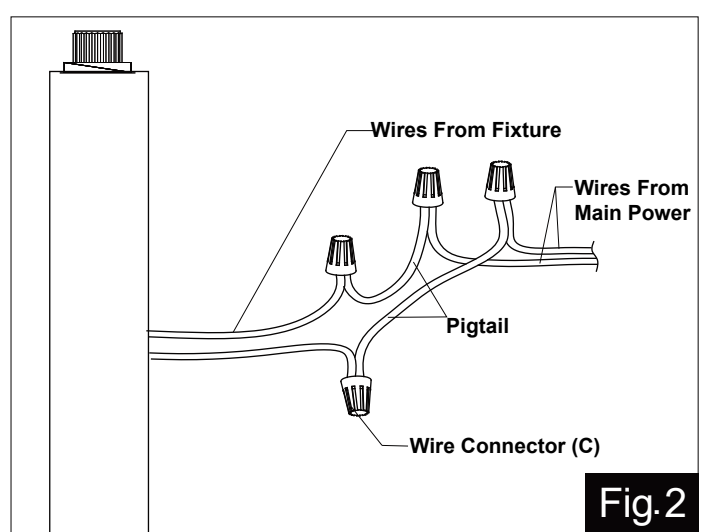 Wires From Fixture
Wires From
Main Power
Pigtail
Wire Connector (C)
Fig.2